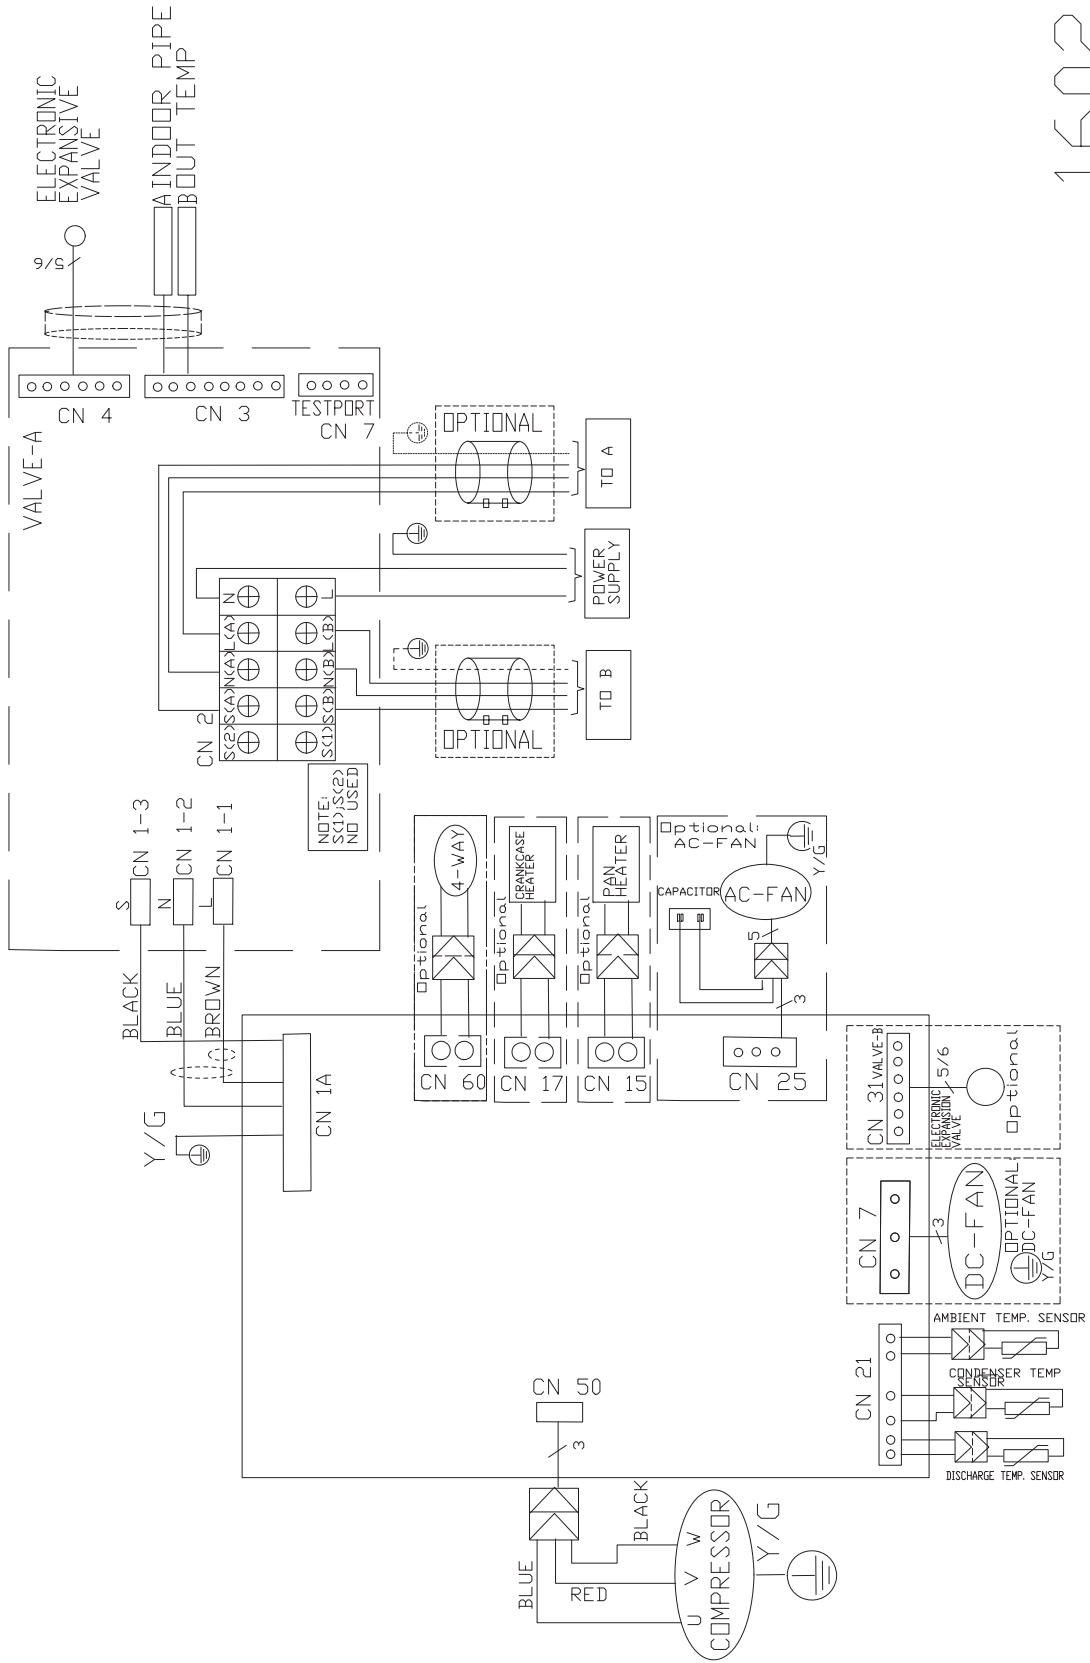 ELECTRONIC
EXPANSIVE
VALVE
5/6
AINDOOR PIPE
BOUT TEMP
1602
CN 4
CN 3
TESTPORT
CN 7
VALVE-A
OPTIONAL
TO A
POWER
SUPPLY
TO B
OPTIONAL
N
L
L(A)
L(B)
N(A)
N(B)
S(A)
S(B)
S(2)
S(1)
CN 2
NOTE:
S(1);S(2)
NO USED
S
CN 1-3
N
CN 1-2
L
CN 1-1
BLACK
BLUE
BROWN
Y/G
CN 1A
Optional
4-WAY
CN 60
Optional
CRANKCASE
HEATER
CN 17
Optional
PAN
HEATER
CN 15
Optional:
AC-FAN
Y/G
CAPACITOR
AC-FAN
5
3
CN 25
CN 31
VALVE-B
5/6
ELECTRONIC
EXPANSION
VALVE
Optional
CN 7
3
DC-FAN
OPTIONAL:
DC-FAN
Y/G
CN 21
AMBIENT TEMP. SENSOR
CONDENSER TEMP
SENSOR
DISCHARGE TEMP. SENSOR
CN 50
3
BLUE
RED
BLACK
U V W
COMPRESSOR
Y/G